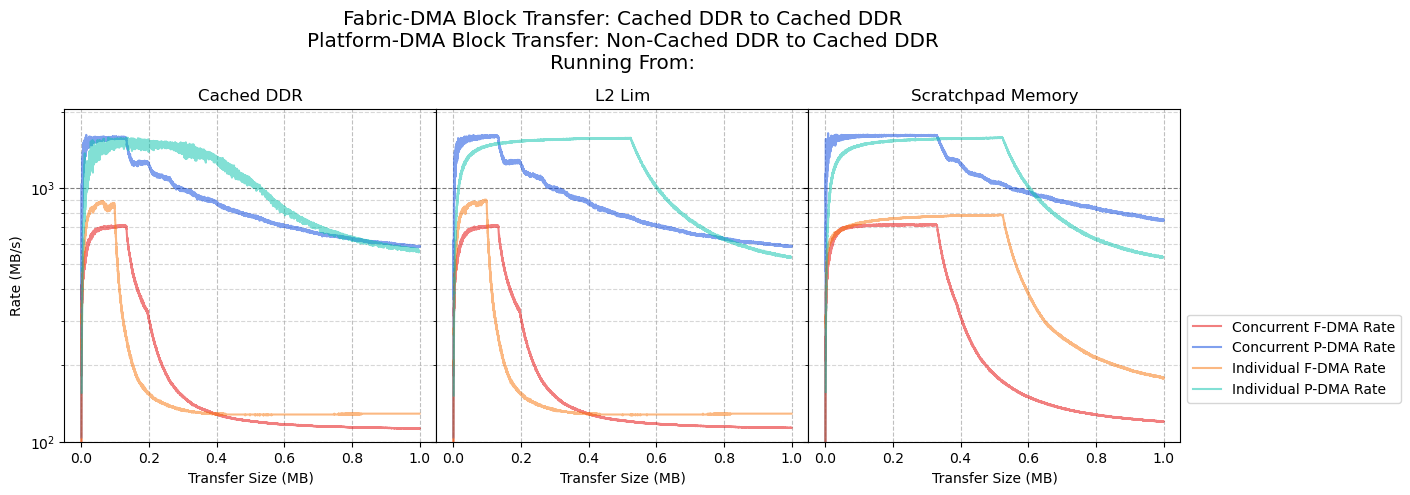 Fabric-DMA Block Transfer: Cached DDR to Cached DDR
Platform-DMA Block Transfer: Non-Cached DDR to Cached DDR
Running From:
Cached DDR
L2 Lim
Scratchpad Memory
Rate (MB/s)
10³
10²
0.0 0.2 0.4 0.6 0.8 1.0
0.0 0.2 0.4 0.6 0.8 1.0
0.0 0.2 0.4 0.6 0.8 1.0
Transfer Size (MB)
Transfer Size (MB)
Transfer Size (MB)
Concurrent F-DMA Rate
Concurrent P-DMA Rate
Individual F-DMA Rate
Individual P-DMA Rate